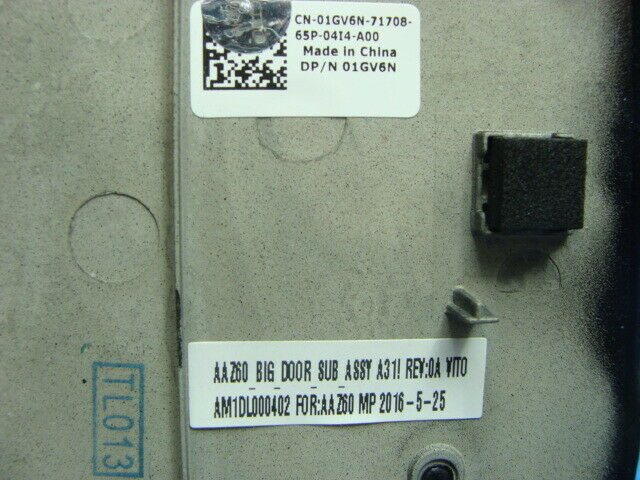 CN-01GV6N-71708-
65P-04I4-A00
Made in China
DP/N 01GV6N
AAZ60 BIG DOOR SUB ASSY A31! REV:0A VITO
AM1DL000402 FOR:AAZ60 MP 2016-5-25
TL013